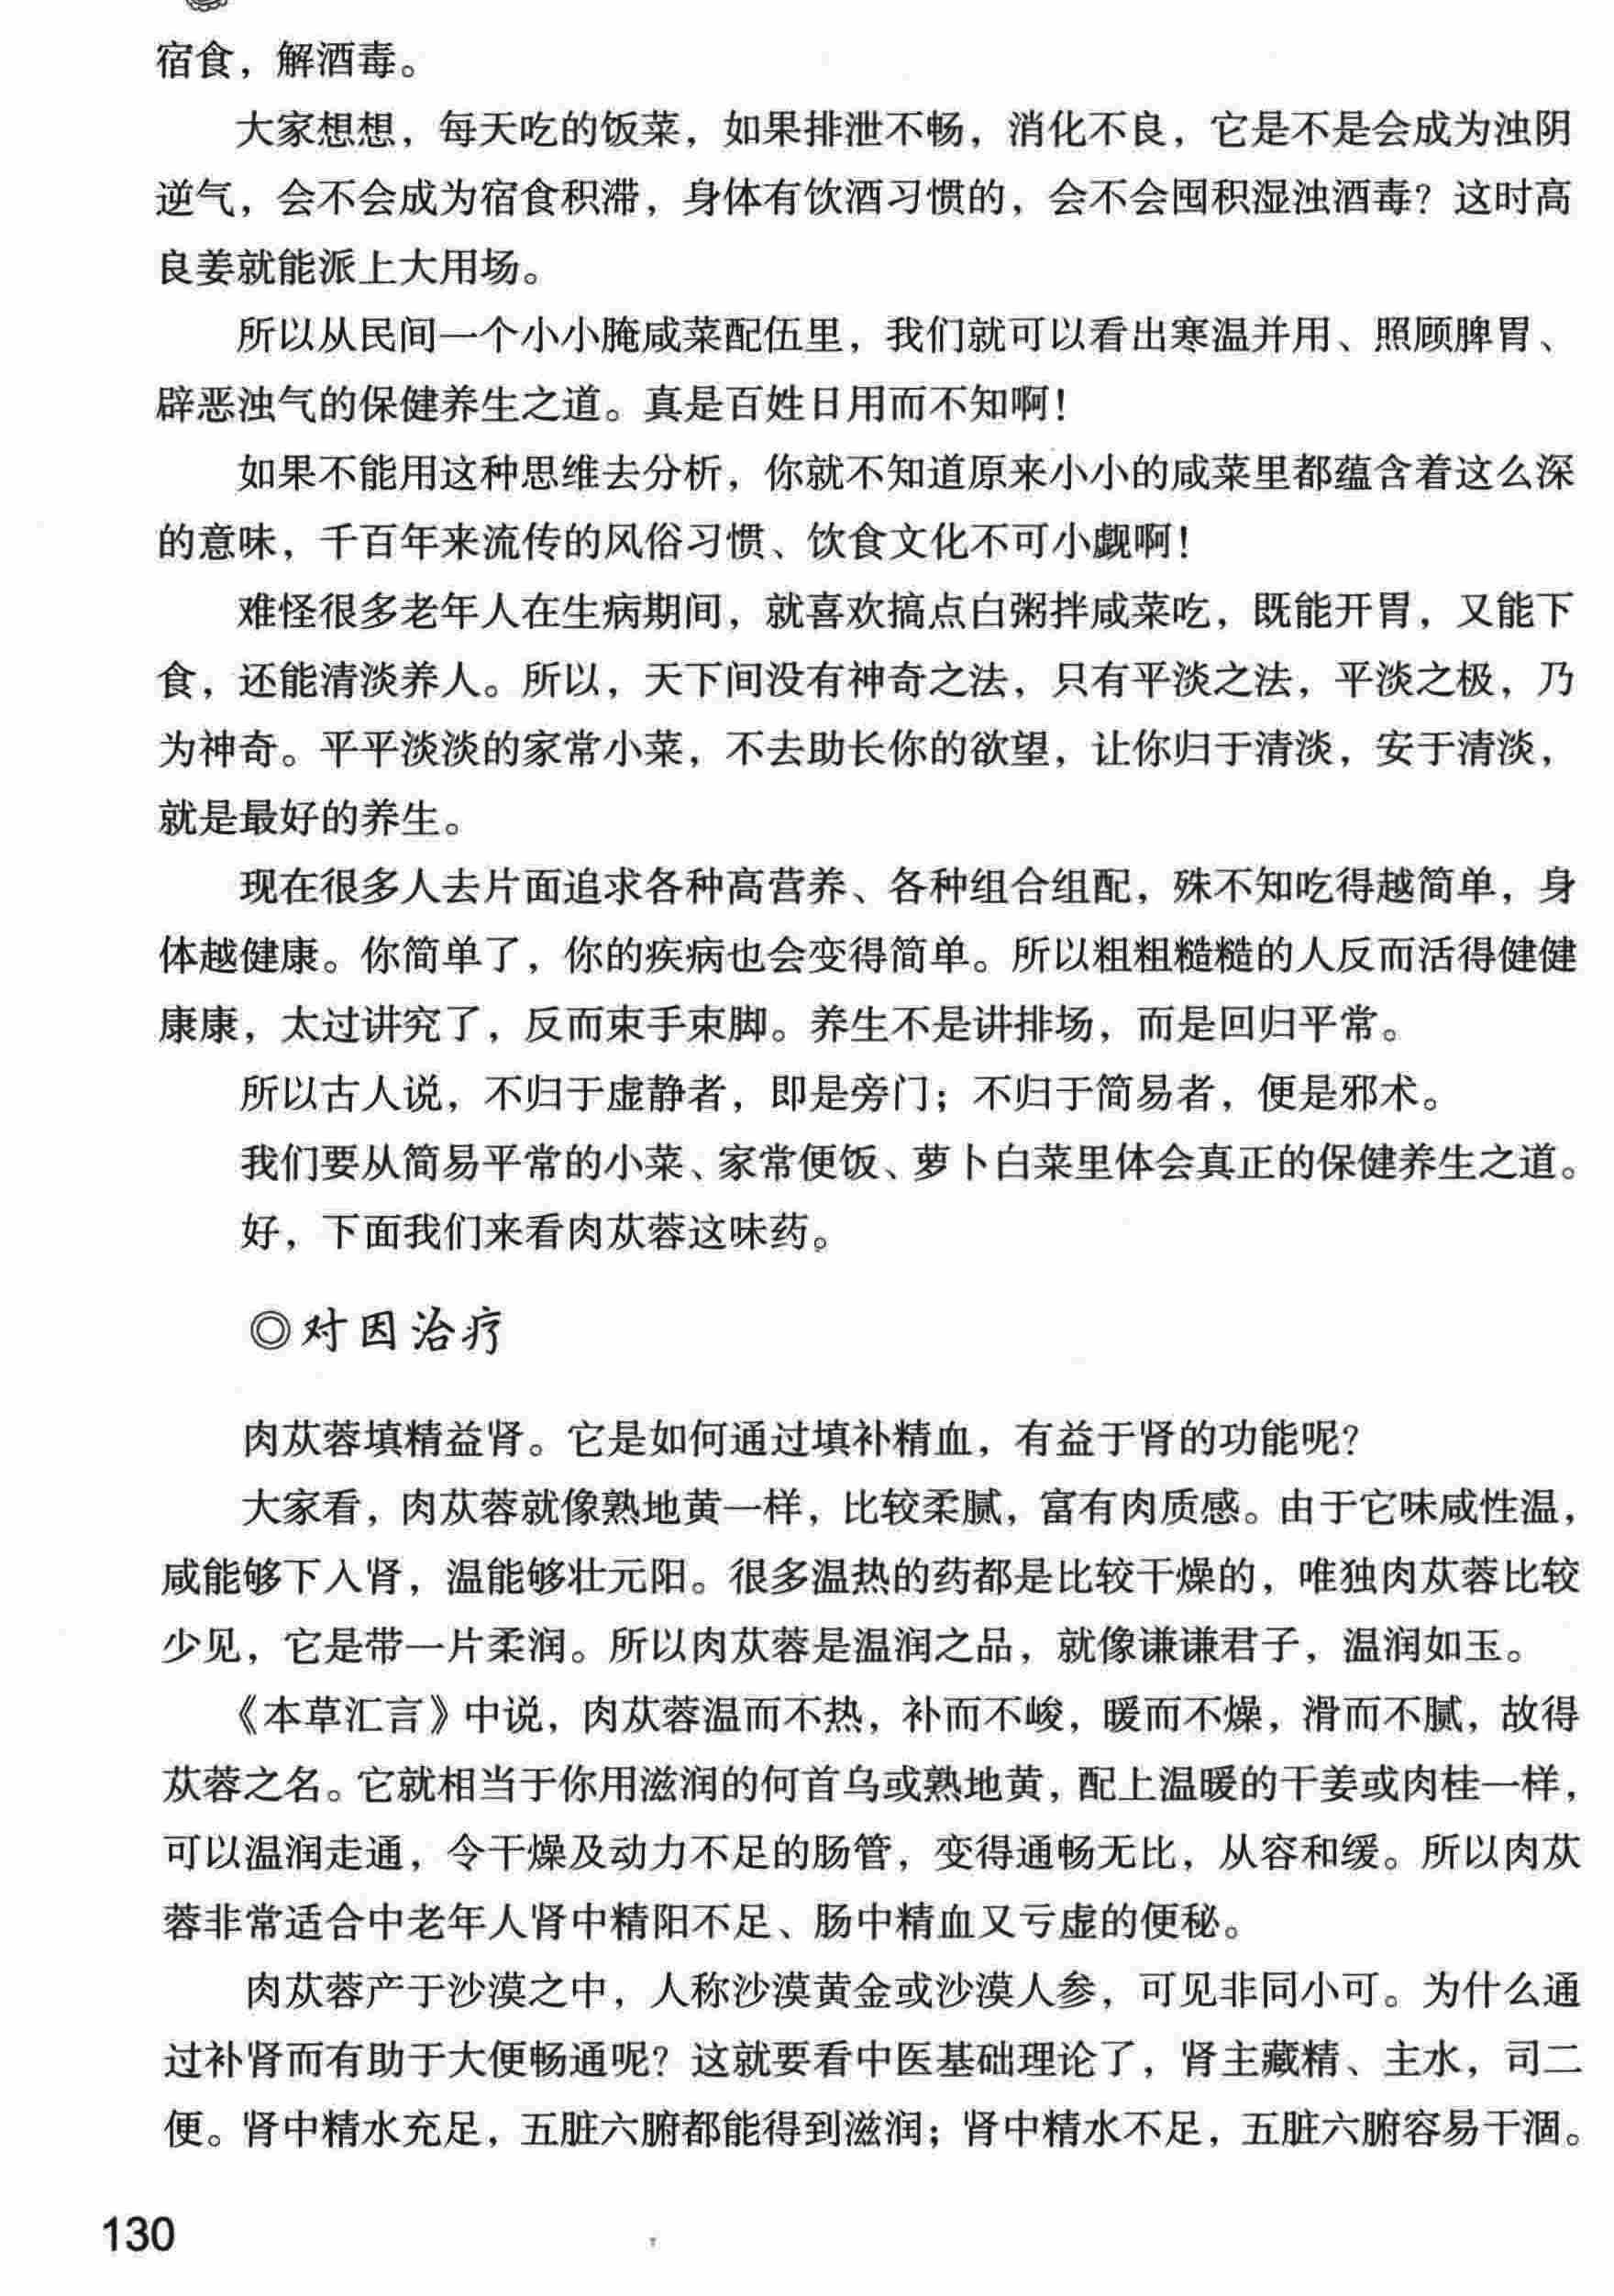 宿食，解酒毒。
大家想想，每天吃的饭菜，如果排泄不畅，消化不良，它是不是会成为浊阴
逆气，会不会成为宿食积滞，身体有饮酒习惯的，会不会囤积湿浊酒毒？这时高
良姜就能派上大用场。
所以从民间一个小小腌咸菜配伍里，我们就可以看出寒温并用、照顾脾胃、
辟恶浊气的保健养生之道。真是百姓日用而不知啊！
如果不能用这种思维去分析，你就不知道原来小小的咸菜里都蕴含着这么深
的意味，千百年来流传的风俗习惯、饮食文化不可小觑啊！
难怪很多老年人在生病期间，就喜欢搞点白粥拌咸菜吃，既能开胃，又能下
食，还能清淡养人。所以，天下间没有神奇之法，只有平淡之法，平淡之极，乃
为神奇。平平淡淡的家常小菜，不去助长你的欲望，让你归于清淡，安于清淡，
就是最好的养生。
现在很多人去片面追求各种高营养、各种组合组配，殊不知吃得越简单，身
体越健康。你简单了，你的疾病也会变得简单。所以粗粗糙糙的人反而活得健健
康康，太过讲究了，反而束手束脚。养生不是讲排场，而是回归平常。
所以古人说，不归于虚静者，即是旁门；不归于简易者，便是邪术。
我们要从简易平常的小菜、家常便饭、萝卜白菜里体会真正的保健养生之道。
好，下面我们来看肉苁蓉这味药。
◎对因治疗
肉苁蓉填精益肾。它是如何通过填补精血，有益于肾的功能呢？
大家看，肉苁蓉就像熟地黄一样，比较柔腻，富有肉质感。由于它味咸性温，
咸能够下入肾，温能够壮元阳。很多温热的药都是比较干燥的，唯独肉苁蓉比较
少见，它是带一片柔润。所以肉苁蓉是温润之品，就像谦谦君子，温润如玉。
《本草汇言》中说，肉苁蓉温而不热，补而不峻，暖而不燥，滑而不腻，故得
苁蓉之名。它就相当于你用滋润的何首乌或熟地黄，配上温暖的干姜或肉桂一样，
可以温润走通，令干燥及动力不足的肠管，变得通畅无比，从容和缓。所以肉苁
蓉非常适合中老年人肾中精阳不足、肠中精血又亏虚的便秘。
肉苁蓉产于沙漠之中，人称沙漠黄金或沙漠人参，可见非同小可。为什么通
过补肾而有助于大便畅通呢？这就要看中医基础理论了，肾主藏精、主水，司二
便。肾中精水充足，五脏六腑都能得到滋润；肾中精水不足，五脏六腑容易干涸。
130